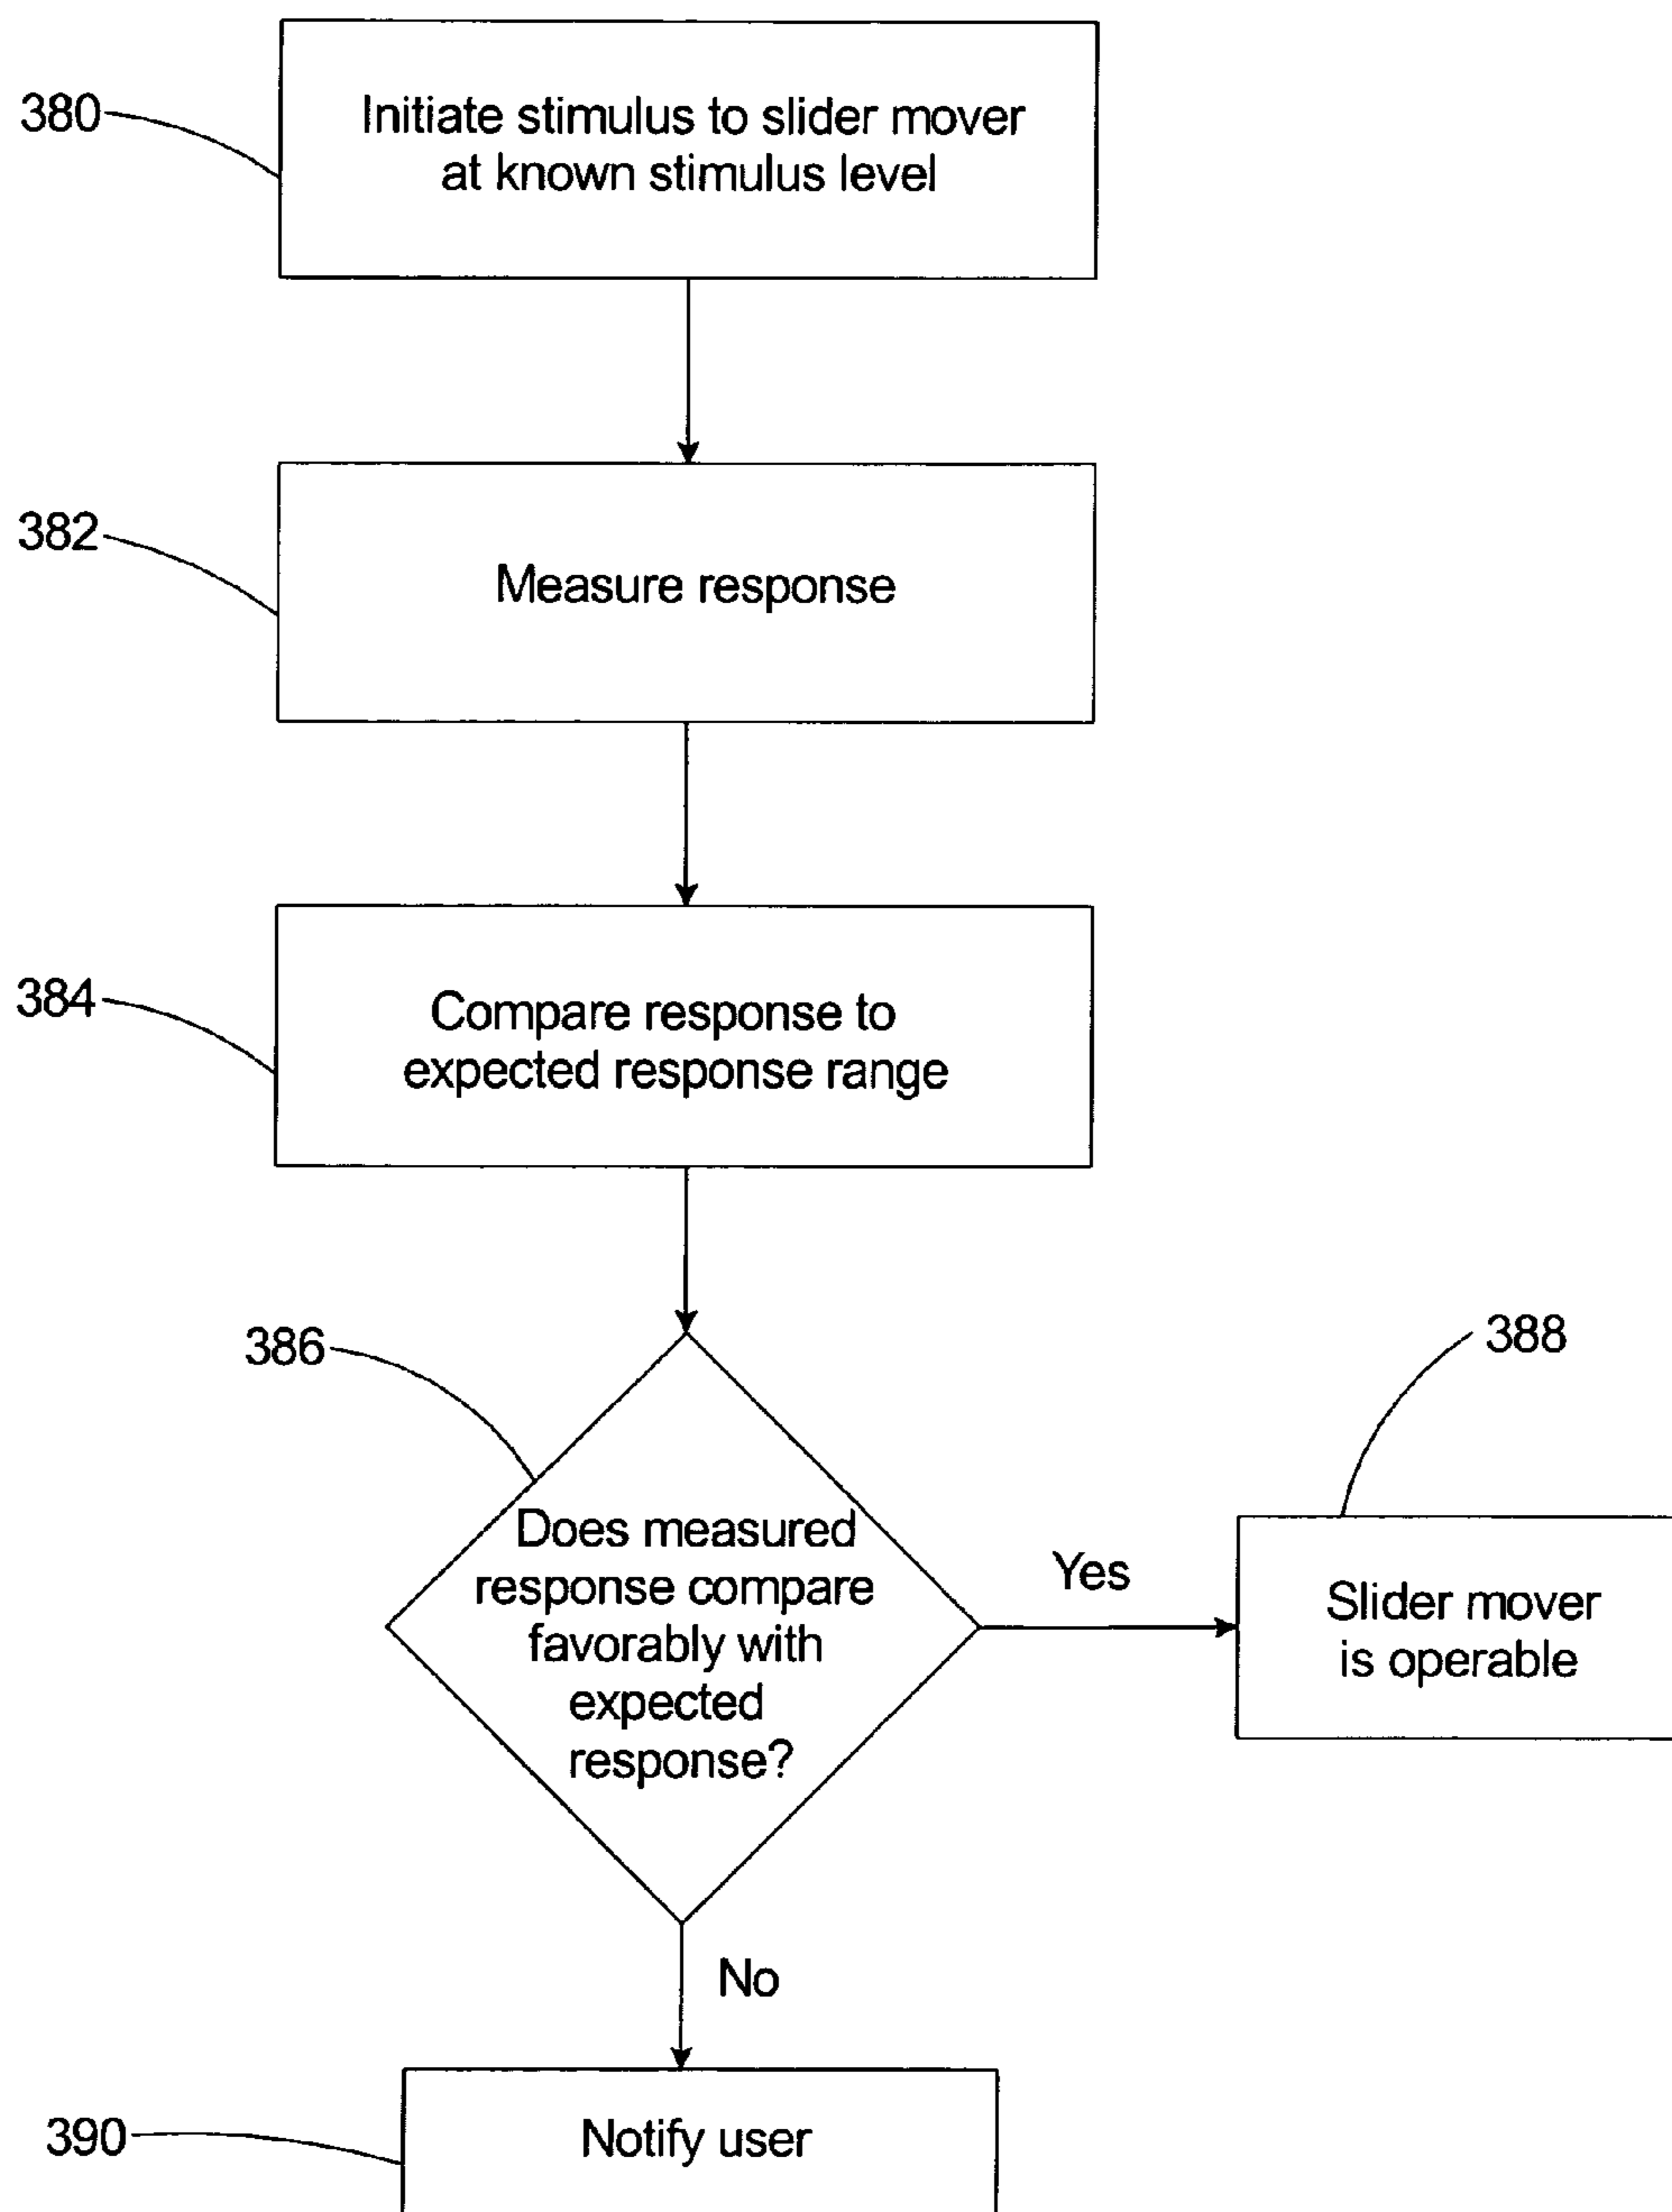 380
Initiate stimulus to slider mover
at known stimulus level
382
Measure response
384
Compare response to
expected response range
386
Does measured
response compare
favorably with
expected
response?
Yes
388
Slider mover
is operable
No
390
Notify user